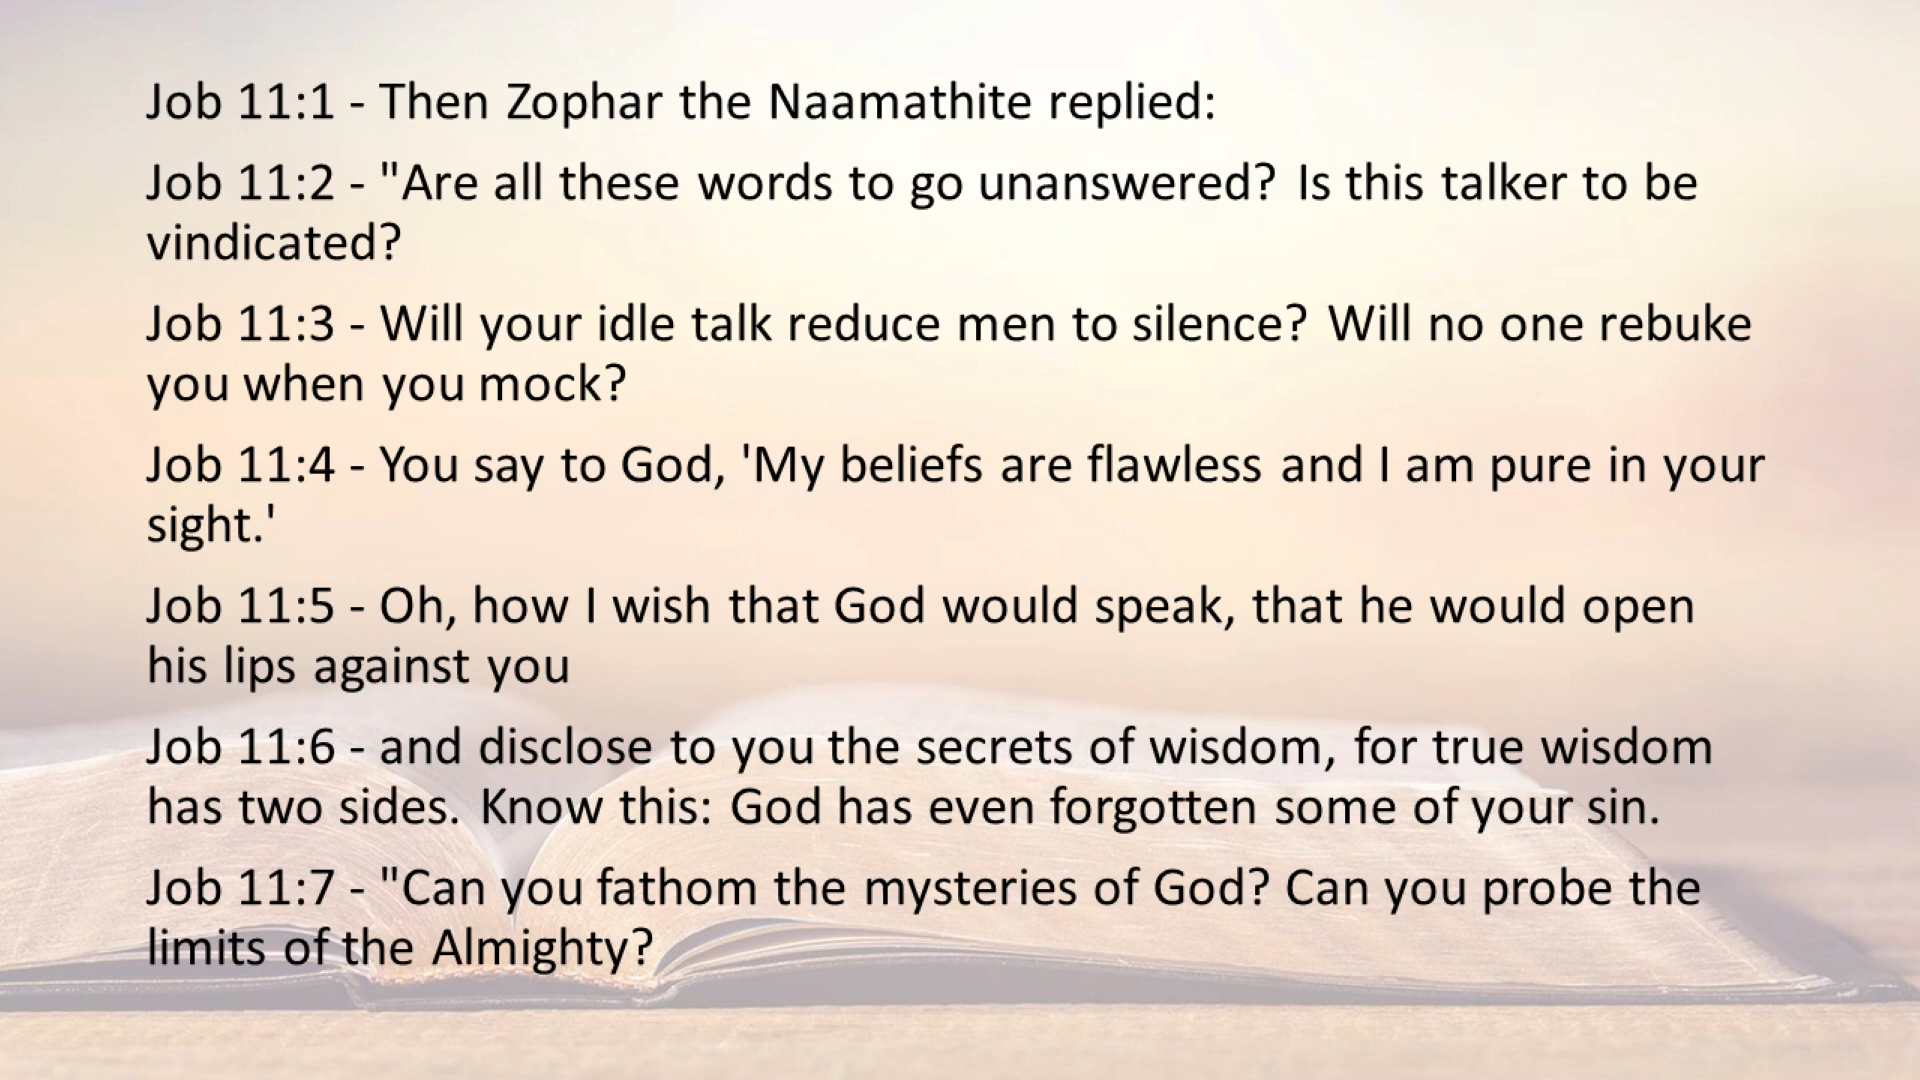 Job 11:1 - Then Zophar the Naamathite replied:
Job 11:2 - "Are all these words to go unanswered? Is this talker to be
vindicated?
Job 11:3 - Will your idle talk reduce men to silence? Will no one rebuke
you when you mock?
Job 11:4 - You say to God, 'My beliefs are flawless and I am pure in your
sight.'
Job 11:5 - Oh, how I wish that God would speak, that he would open
his lips against you
Job 11:6 - and disclose to you the secrets of wisdom, for true wisdom
has two sides. Know this: God has even forgotten some of your sin.
Job 11:7 - "Can you fathom the mysteries of God? Can you probe the
limits of the Almighty?